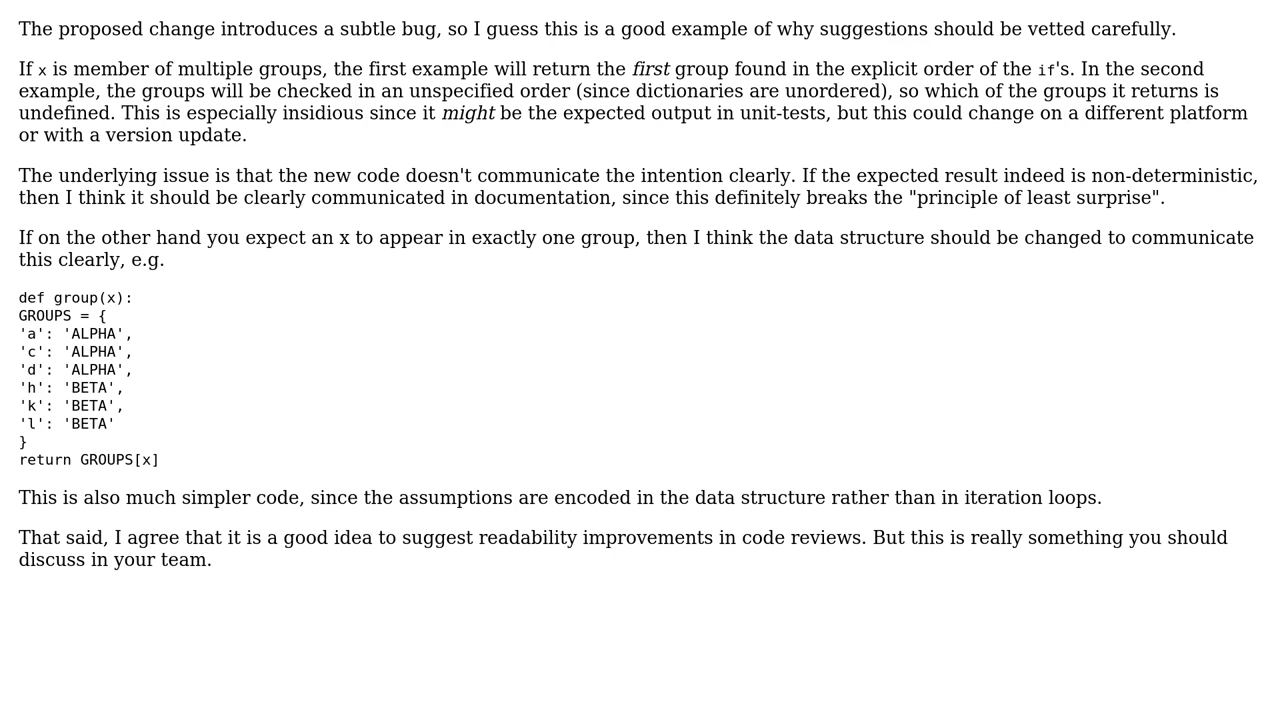 The proposed change introduces a subtle bug, so I guess this is a good example of why suggestions should be vetted carefully.
If x is member of multiple groups, the first example will return the first group found in the explicit order of the if's. In the second
example, the groups will be checked in an unspecified order (since dictionaries are unordered), so which of the groups it returns is
undefined. This is especially insidious since it might be the expected output in unit-tests, but this could change on a different platform
or with a version update.
The underlying issue is that the new code doesn't communicate the intention clearly. If the expected result indeed is non-deterministic,
then I think it should be clearly communicated in documentation, since this definitely breaks the "principle of least surprise".
If on the other hand you expect an x to appear in exactly one group, then I think the data structure should be changed to communicate
this clearly, e.g.
def group(x):
GROUPS = {
'a': 'ALPHA',
'c': 'ALPHA',
'd': 'ALPHA',
'h': 'BETA',
'k': 'BETA',
'l': 'BETA'
}
return GROUPS[x]
This is also much simpler code, since the assumptions are encoded in the data structure rather than in iteration loops.
That said, I agree that it is a good idea to suggest readability improvements in code reviews. But this is really something you should
discuss in your team.